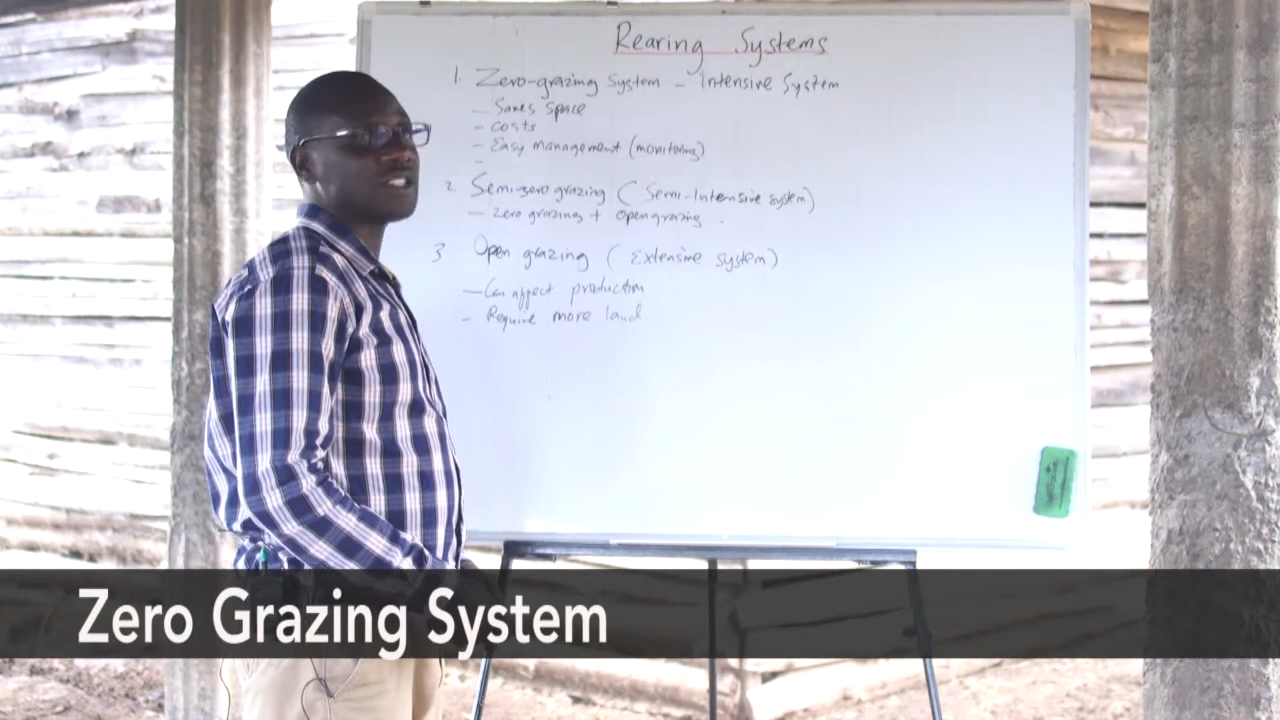 Rearing Systems
1. Zero-grazing System - Intensive System
- Saves space
- costs
- Easy management (monitoring)
-
2. Semi-zero grazing ( Semi-Intensive system)
- Zero grazing + Open grazing .
3. Open grazing ( Extensive system)
- Can affect production
- Require more land
Zero Grazing System